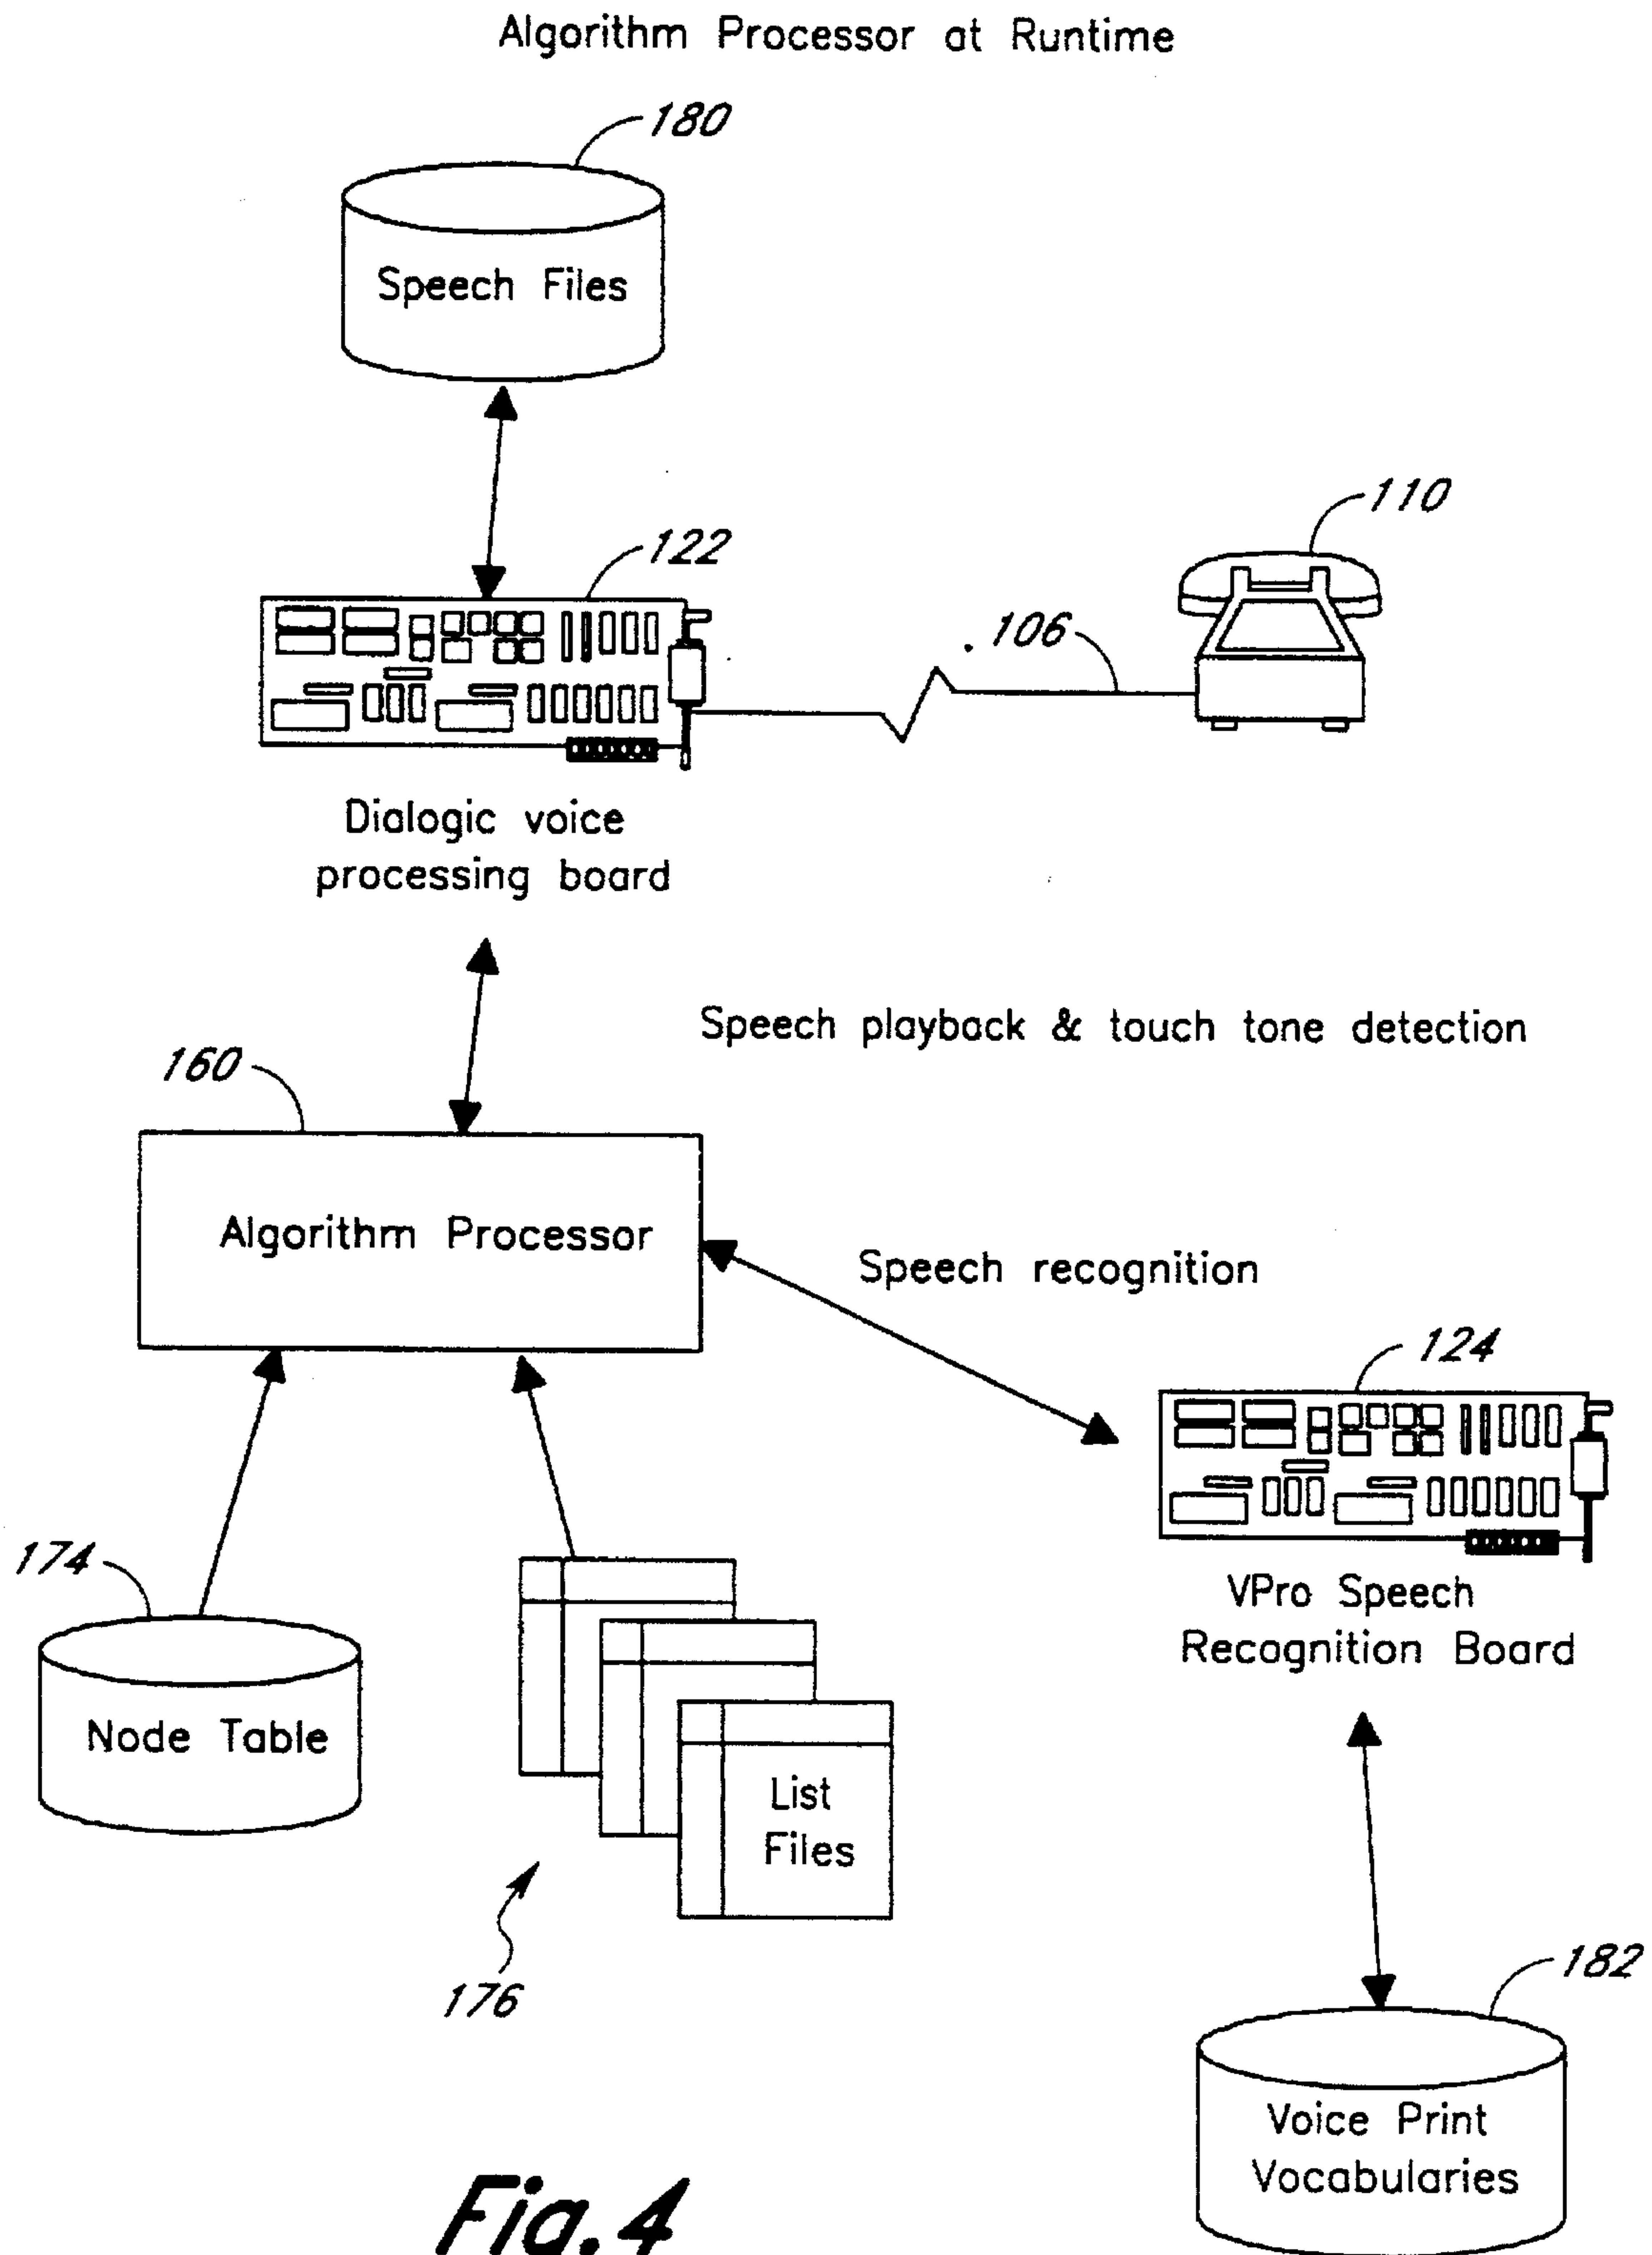 Algorithm Processor at Runtime
180
Speech Files
110
122
106
Dialogic voice
processing board
Speech playback & touch tone detection
160
Algorithm Processor
Speech recognition
124
VPro Speech
Recognition Board
174
Node Table
List
Files
176
182
Voice Print
Vocabularies
Fig.4